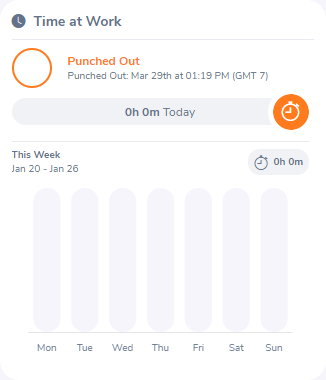 Time at Work
Punched Out
Punched Out: Mar 29th at 01:19 PM (GMT 7)
0h 0m Today
This Week
Jan 20 - Jan 26
0h 0m
Mon Tue Wed Thu Fri Sat Sun